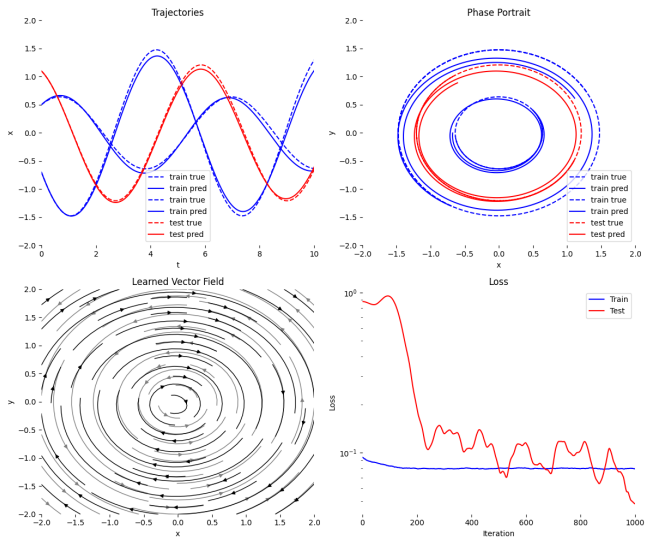 Trajectories
2.0
1.5
1.0
0.5
0.0
−0.5
−1.0
−1.5
−2.0
x
0
2
4
6
8
10
t
train true
train pred
train true
train pred
test true
test pred
Phase Portrait
2.0
1.5
1.0
0.5
0.0
−0.5
−1.0
−1.5
−2.0
y
−2.0
−1.5
−1.0
−0.5
0.0
0.5
1.0
1.5
2.0
x
train true
train pred
train true
train pred
test true
test pred
Learned Vector Field
2.0
1.5
1.0
0.5
0.0
−0.5
−1.0
−1.5
−2.0
y
−2.0
−1.5
−1.0
−0.5
0.0
0.5
1.0
1.5
2.0
x
Loss
10⁰
10⁻¹
Loss
0
200
400
600
800
1000
Iteration
Train
Test